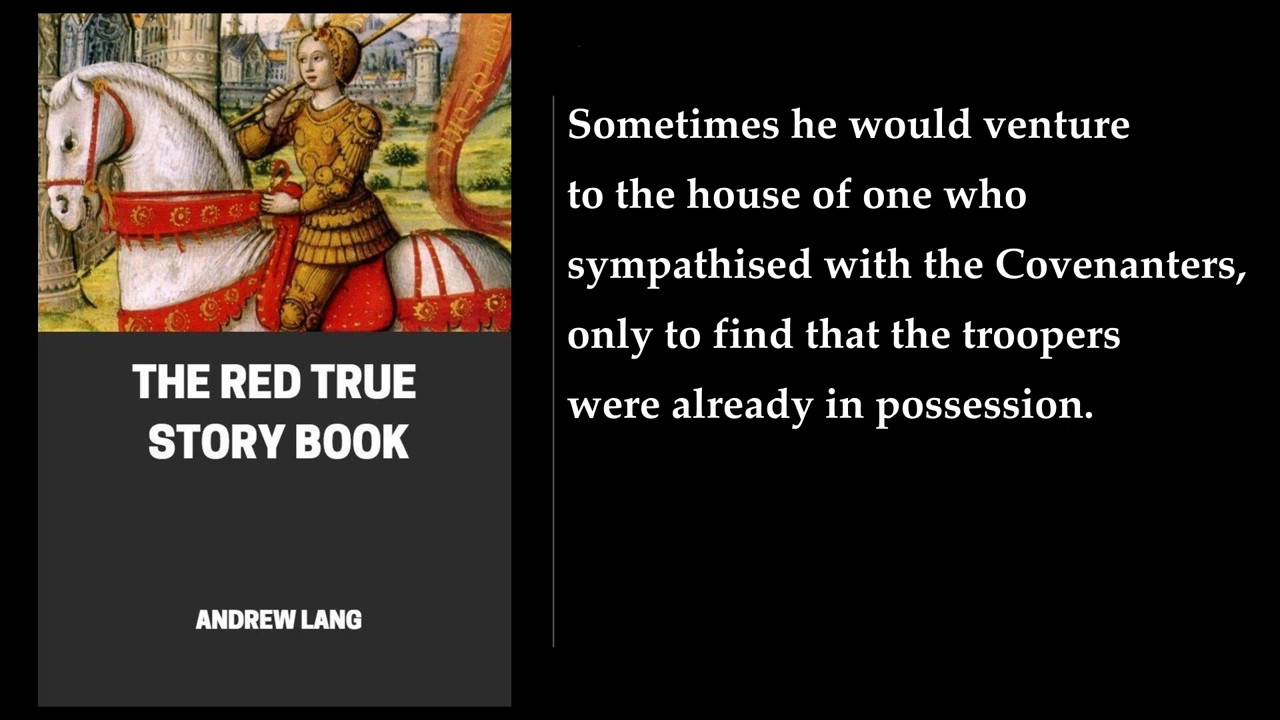 THE RED TRUE
STORY BOOK
ANDREW LANG
Sometimes he would venture
to the house of one who
sympathised with the Covenanters,
only to find that the troopers
were already in possession.